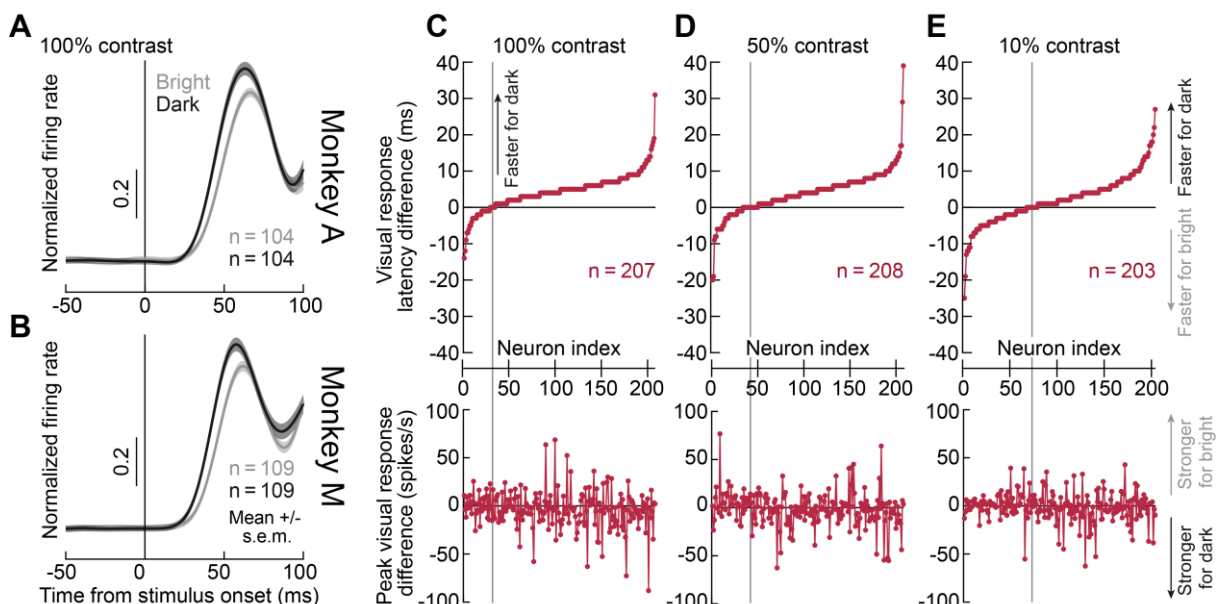 A
100% contrast
Normalized firing rate
Bright
Dark
0.2
n = 104
n = 104
Monkey A
-50
0
50
100
B
Normalized firing rate
0.2
n = 109
n = 109
Mean +/-
s.e.m.
Monkey M
-50
0
50
100
Time from stimulus onset (ms)
C
100% contrast
Visual response
latency difference (ms)
40
30
20
10
0
-10
-20
-30
-40
Faster for dark
n = 207
Neuron index
0
50
100
150
200
Peak visual response
difference (spikes/s)
100
50
0
-50
-100
D
50% contrast
40
30
20
10
0
-10
-20
-30
-40
n = 208
Neuron index
0
50
100
150
200
100
50
0
-50
-100
E
10% contrast
40
30
20
10
0
-10
-20
-30
-40
n = 203
Faster for dark
Faster for bright
Neuron index
0
50
100
150
200
100
50
0
-50
-100
Stronger
for bright
Stronger
for dark